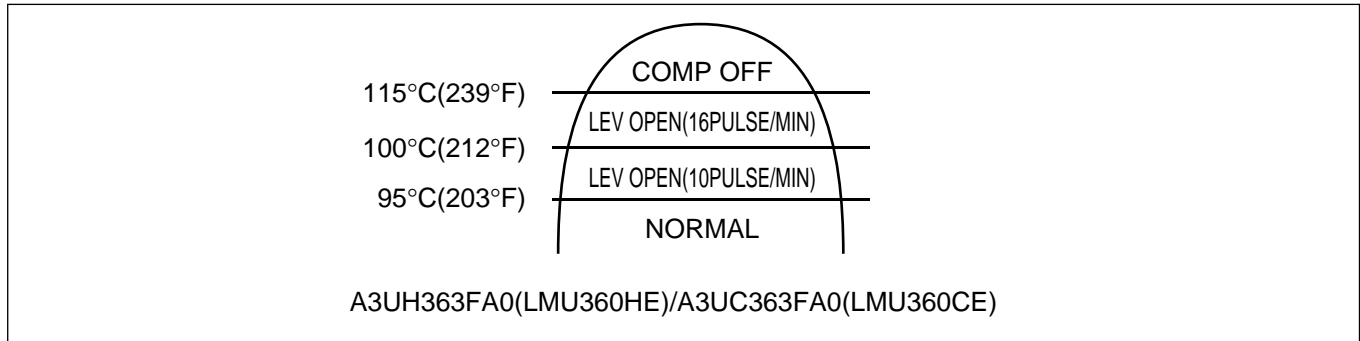 COMP OFF
115°C(239°F)
LEV OPEN(16PULSE/MIN)
100°C(212°F)
LEV OPEN(10PULSE/MIN)
95°C(203°F)
NORMAL
A3UH363FA0(LMU360HE)/A3UC363FA0(LMU360CE)